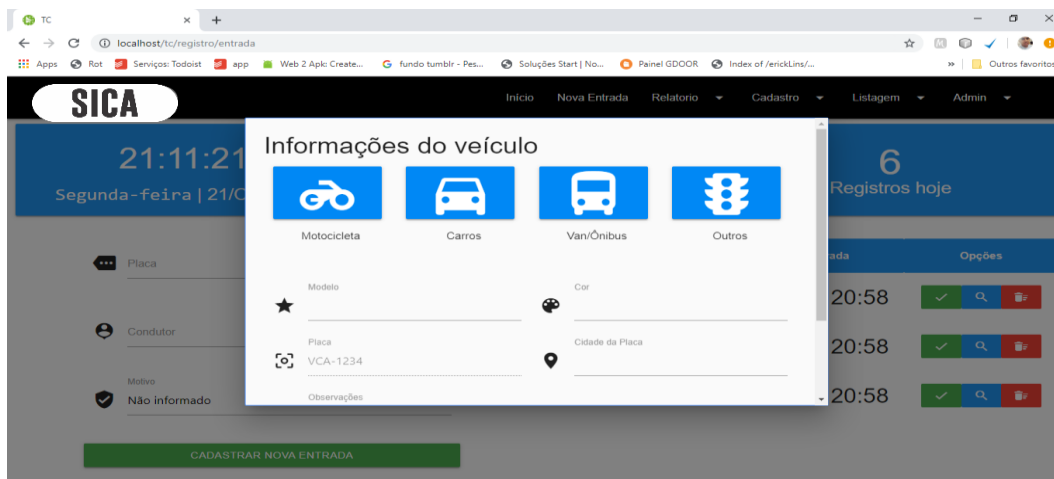 TC
localhost/tc/registro/entrada
Apps Rot Serviços: Todoist app Web 2 Apk: Create... fundo tumblr - Pes... Soluções Start | No... Painel GDOOR Index of /erickLins/... » Outros favoritos
SICA
Início Nova Entrada Relatorio Cadastro Listagem Admin
21:11:21
Segunda-feira | 21/
6
Registros hoje
Informações do veículo
Motocicleta Carros Van/Ônibus Outros
Modelo
Cor
Placa
VCA-1234
Cidade da Placa
Observações
Placa
Condutor
Motivo
Não informado
CADASTRAR NOVA ENTRADA
ada Opções
20:58
20:58
20:58